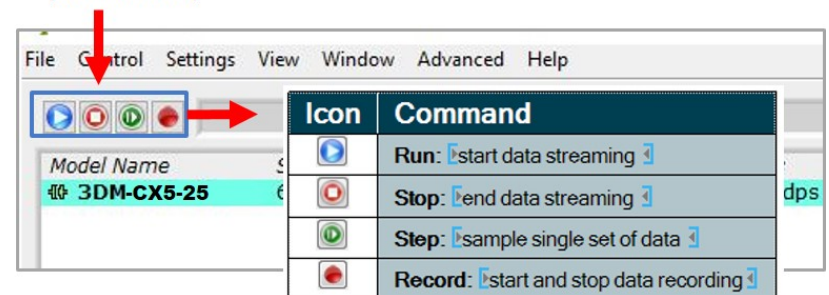 File Control Settings View Window Advanced Help
Icon Command
Model Name
Run: start data streaming
3DM-CX5-25
dps
Stop: end data streaming
Step: sample single set of data
Record: start and stop data recording